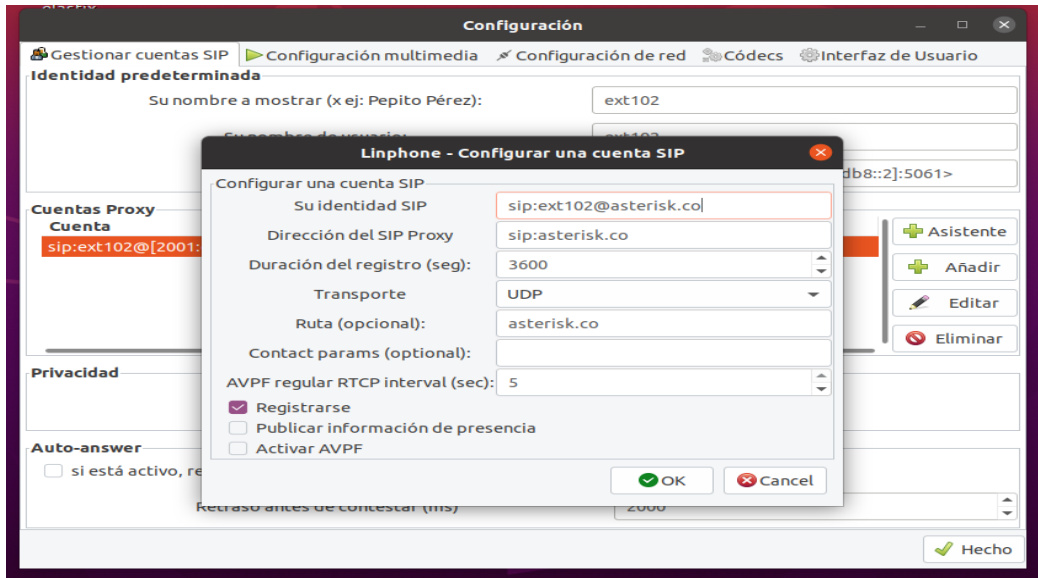 Configuración
Gestionar cuentas SIP Configuración multimedia Configuración de red Códecs Interfaz de Usuario
Identidad predeterminada
Su nombre a mostrar (x ej: Pepito Pérez): ext102
db8::2]:5061>
Cuentas Proxy
Cuenta
sip:ext102@[2001:
Asistente
Añadir
Editar
Eliminar
Linphone - Configurar una cuenta SIP
Configurar una cuenta SIP
Su identidad SIP sip:ext102@asterisk.co
Dirección del SIP Proxy sip:asterisk.co
Duración del registro (seg): 3600
Transporte UDP
Ruta (opcional): asterisk.co
Contact params (optional):
AVPF regular RTCP interval (sec): 5
Registrarse
Publicar información de presencia
Activar AVPF
OK Cancel
Privacidad
Auto-answer
si está activo, re
Retraso antes de contestar (ms) 2000
Hecho